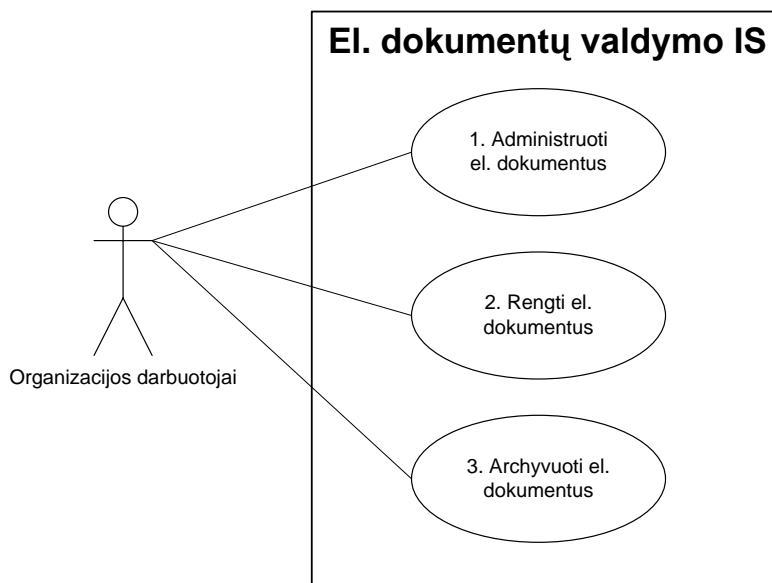 El. dokumentų valdymo IS
1. Administruoti
el. dokumentus
2. Rengti el.
dokumentus
Organizacijos darbuotojai
3. Archyvuoti el.
dokumentus